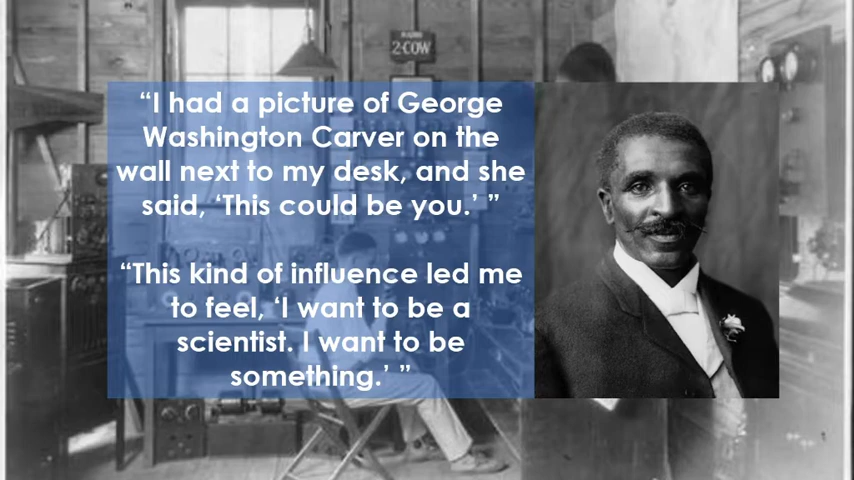 RADIO
2-COW
“I had a picture of George
Washington Carver on the
wall next to my desk, and she
said, ‘This could be you.’ ”
“This kind of influence led me
to feel, ‘I want to be a
scientist. I want to be
something.’ ”